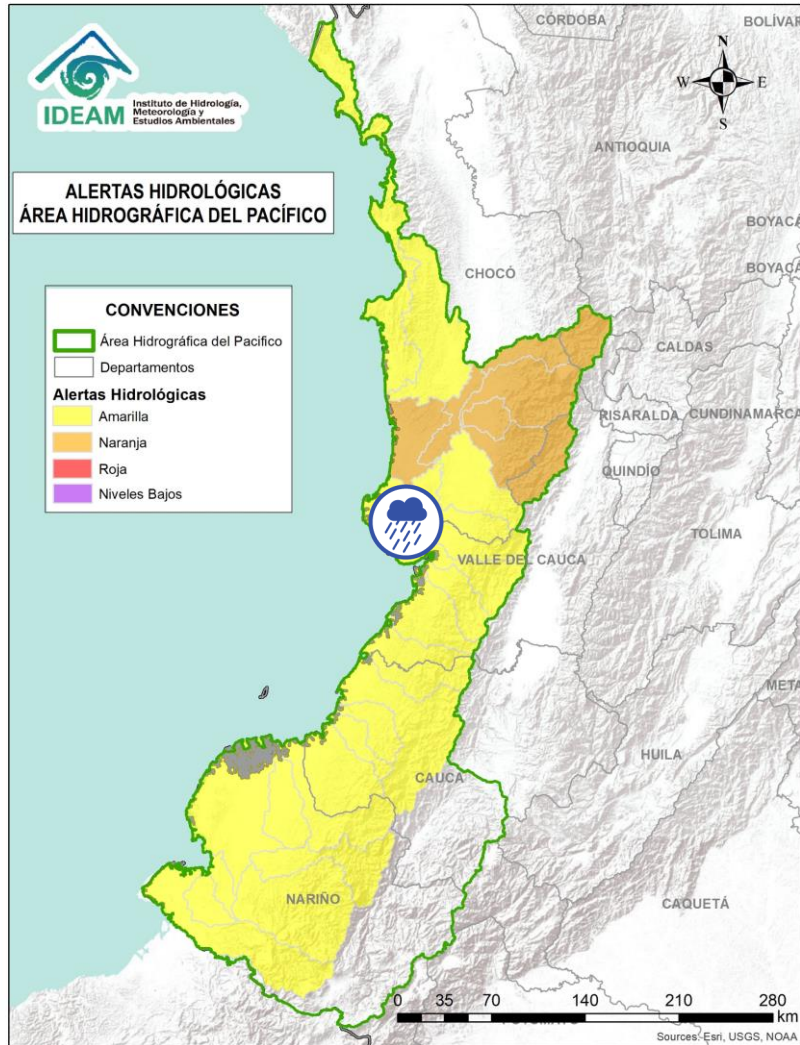 IDEAM
Instituto de Hidrología,
Meteorología y
Estudios Ambientales
ALERTAS HIDROLÓGICAS
ÁREA HIDROGRÁFICA DEL PACÍFICO
CONVENCIONES
Área Hidrográfica del Pacifico
Departamentos
Alertas Hidrológicas
Amarilla
Naranja
Roja
Niveles Bajos
CÓRDOBA
BOLÍVAR
N
W
E
S
ANTIOQUIA
BOYACÁ
CHOCÓ
BOYACÁ
CALDAS
RISARALDA
CUNDINAMARCA
QUINDÍO
TOLIMA
VALLE DEL CAUCA
META
HUILA
CAUCA
NARIÑO
CAQUETÁ
0 35 70 140 210 280
km
Sources: Esri, USGS, NOAA